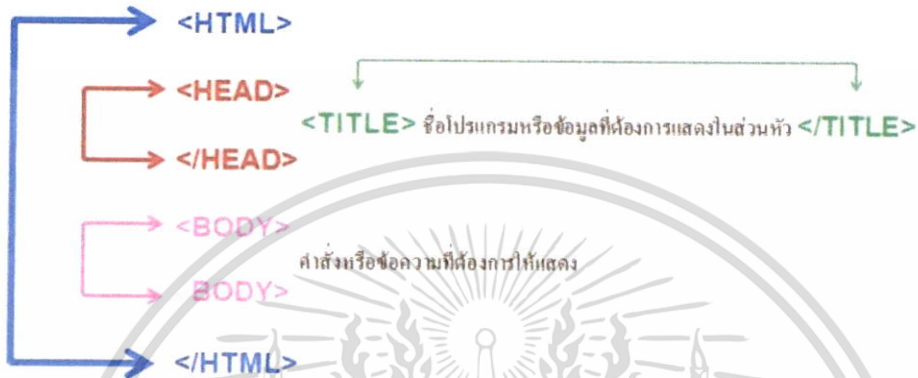 <HTML>
<HEAD>
<TITLE> ชื่อโปรแกรมหรือข้อมูลที่ต้องการแสดงในส่วนหัว </TITLE>
</HEAD>
<BODY>
คำสั่งหรือข้อความที่ต้องการให้แสดง
BODY>
</HTML>